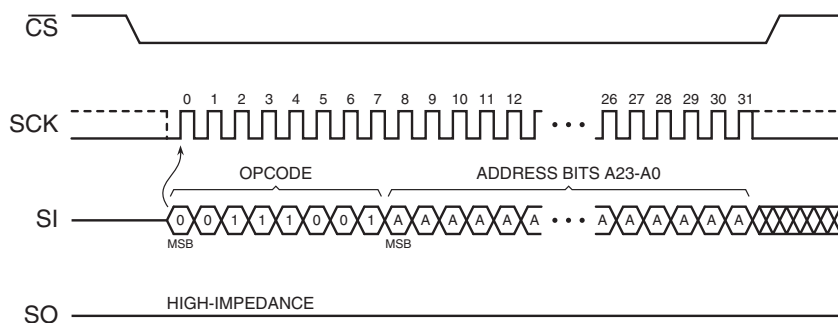 CS
0 1 2 3 4 5 6 7 8 9 10 11 12 26 27 28 29 30 31
SCK • • •
OPCODE ADDRESS BITS A23-A0
SI 0 0 1 1 1 0 0 1 A A A A A A • • • A A A A A A
MSB MSB
HIGH-IMPEDANCE
SO